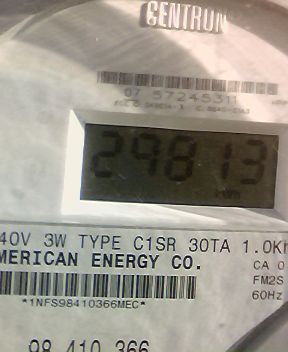 CENTRON
07 57245311
29813
40V 3W TYPE C1SR 30TA 1.0Kh
MERICAN ENERGY CO.
CA 0
FM2S
60Hz
*1NFS98410366MEC*
98 410 366